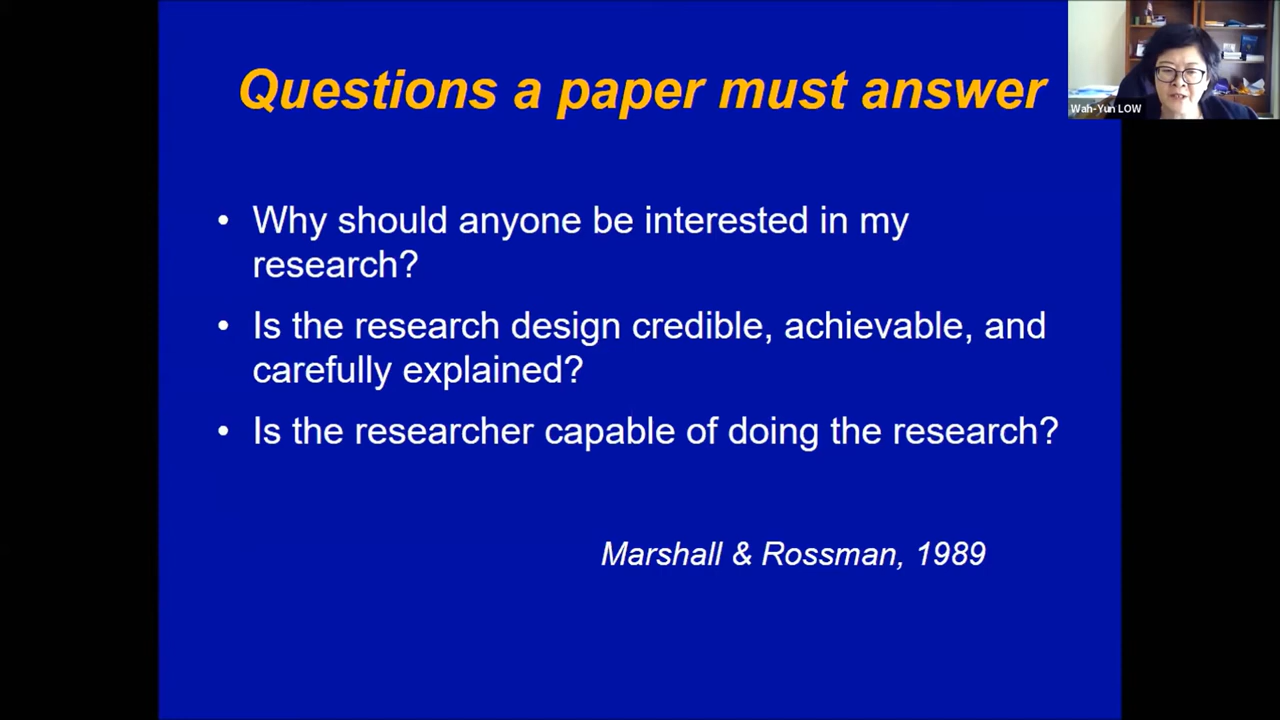 Questions a paper must answer
Wah-Yun LOW
• Why should anyone be interested in my
research?
• Is the research design credible, achievable, and
carefully explained?
• Is the researcher capable of doing the research?
Marshall & Rossman, 1989